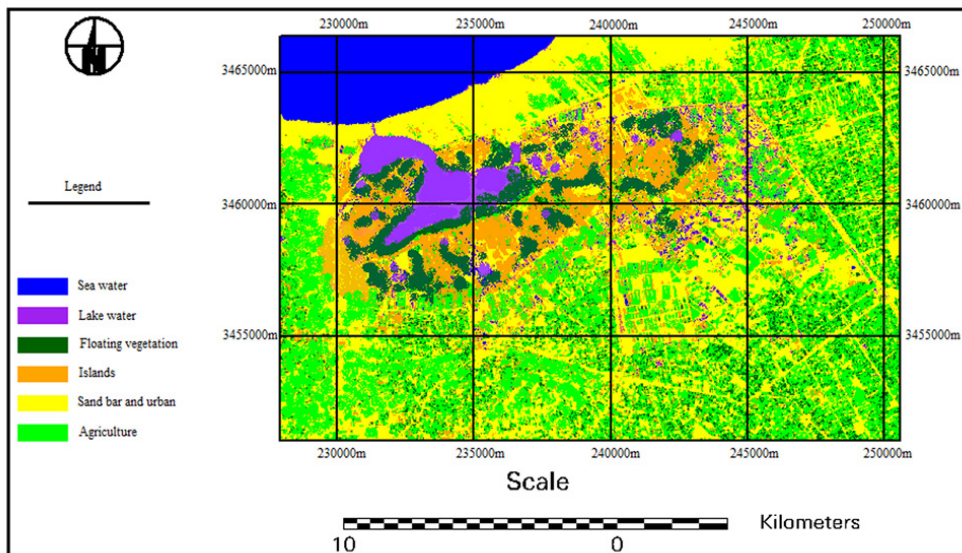 230000m 235000m 240000m 245000m 250000m
N
3465000m 3465000m
Legend
3460000m 3460000m
Sea water
Lake water
Floating vegetation
3455000m 3455000m
Islands
Sand bar and urban
Agriculture
230000m 235000m 240000m 245000m 250000m
Scale
Kilometers
10 0